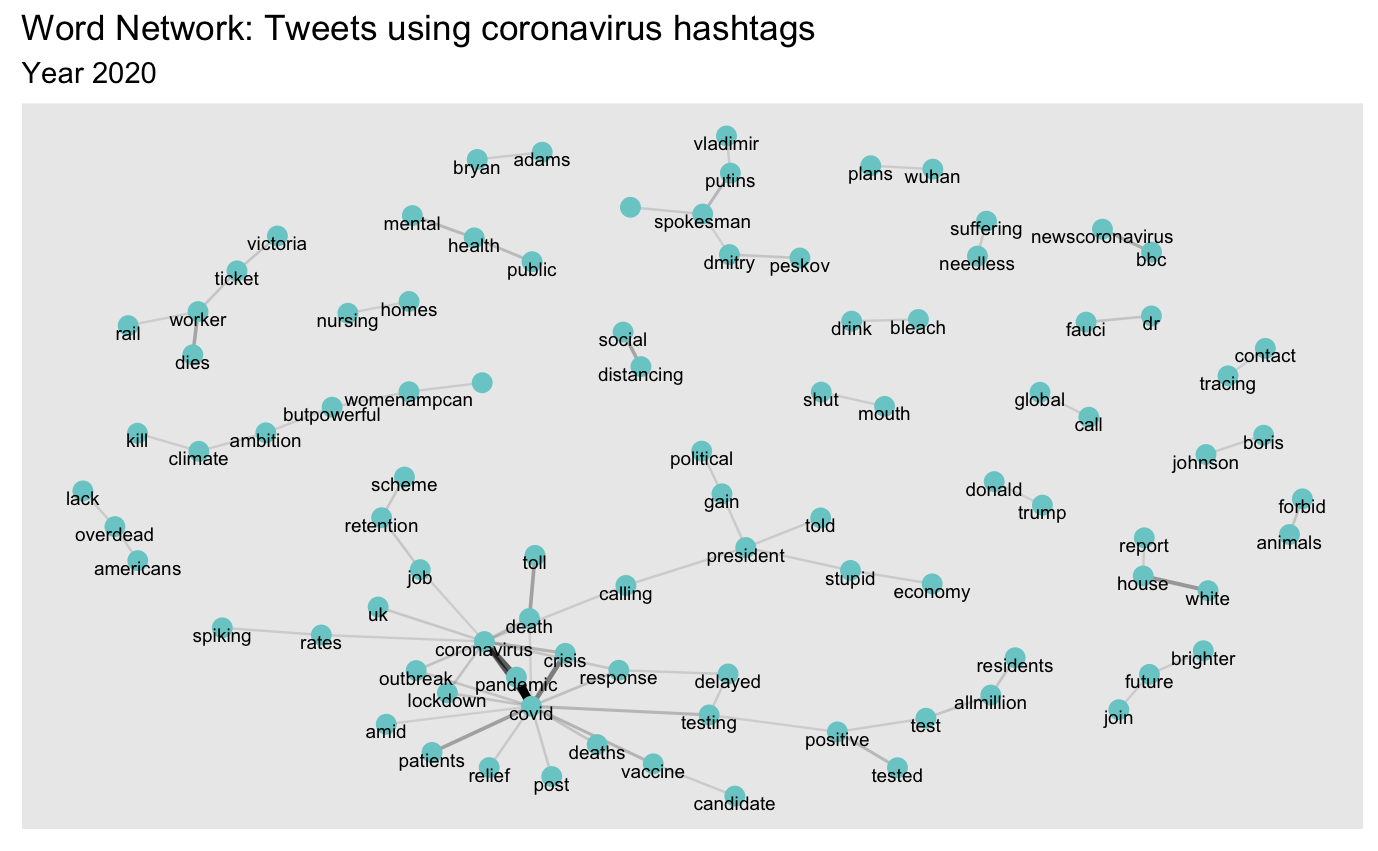 Word Network: Tweets using coronavirus hashtags
Year 2020
vladimir
bryan
adams
plans
wuhan
putins
mental
spokesman
suffering
newscoronavirus
victoria
health
public
dmitry
peskov
needless
bbc
ticket
nursing
homes
rail
worker
drink
bleach
fauci
dr
dies
social
distancing
contact
tracing
womenampcan
butpowerful
shut
mouth
global
call
kill
climate
ambition
boris
johnson
political
lack
scheme
gain
donald
trump
forbid
overdead
retention
told
americans
president
report
animals
job
toll
stupid
economy
house
white
calling
uk
death
spiking
rates
coronavirus
crisis
outbreak
pandemic
response
delayed
residents
brighter
lockdown
covid
testing
allmillion
future
join
amid
positive
test
patients
deaths
relief
post
vaccine
tested
candidate